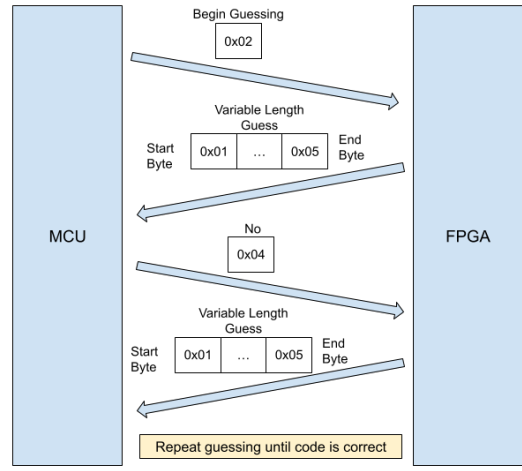 Begin Guessing
0x02
Variable Length
Guess
Start
Byte
0x01 … 0x05
End
Byte
MCU
FPGA
No
0x04
Variable Length
Guess
Start
Byte
0x01 … 0x05
End
Byte
Repeat guessing until code is correct